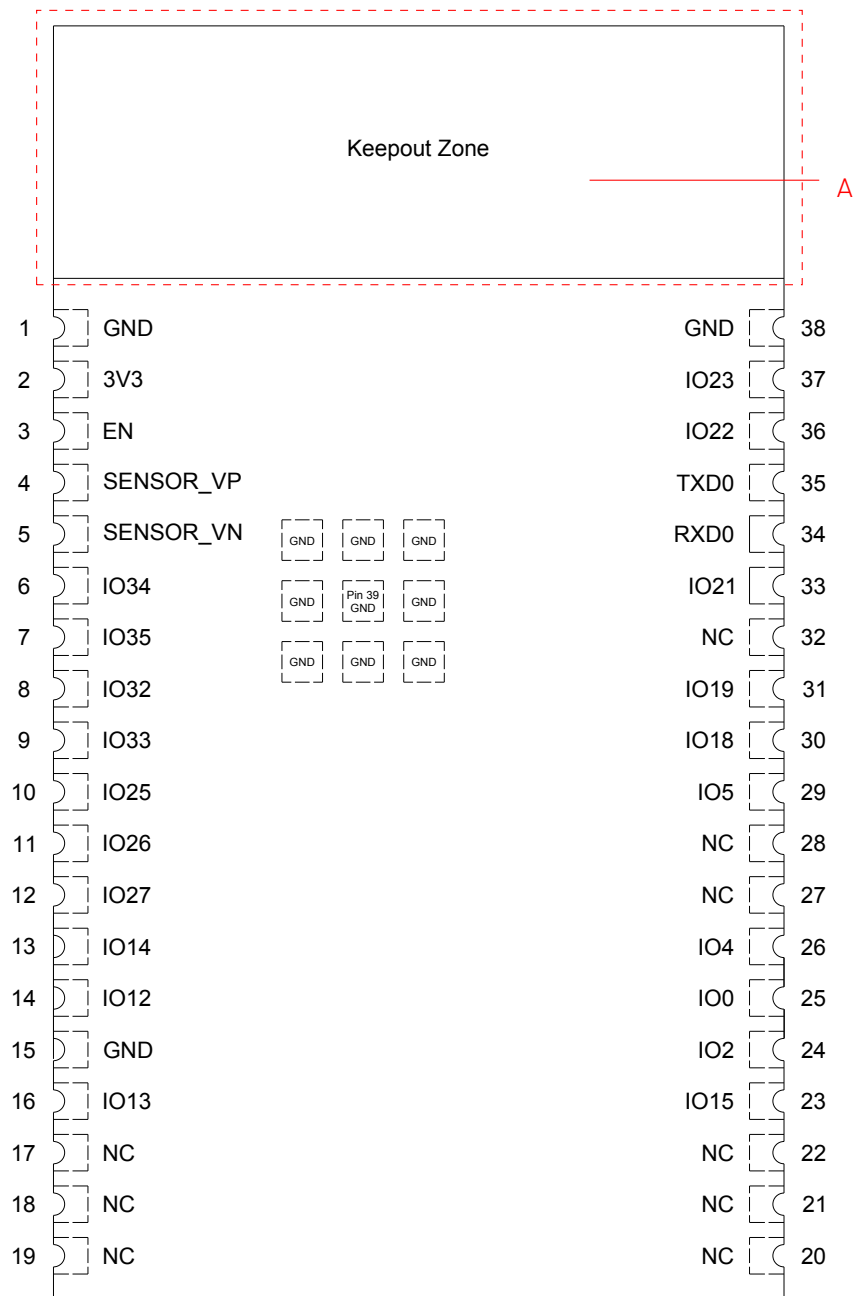 Keepout Zone
A
1 GND GND 38
2 3V3 IO23 37
3 EN IO22 36
4 SENSOR_VP TXD0 35
5 SENSOR_VN GND GND GND RXD0 34
6 IO34 GND Pin 39 GND IO21 33
GND
7 IO35 GND GND GND NC 32
8 IO32 IO19 31
9 IO33 IO18 30
10 IO25 IO5 29
11 IO26 NC 28
12 IO27 NC 27
13 IO14 IO4 26
14 IO12 IO0 25
15 GND IO2 24
16 IO13 IO15 23
17 NC NC 22
18 NC NC 21
19 NC NC 20